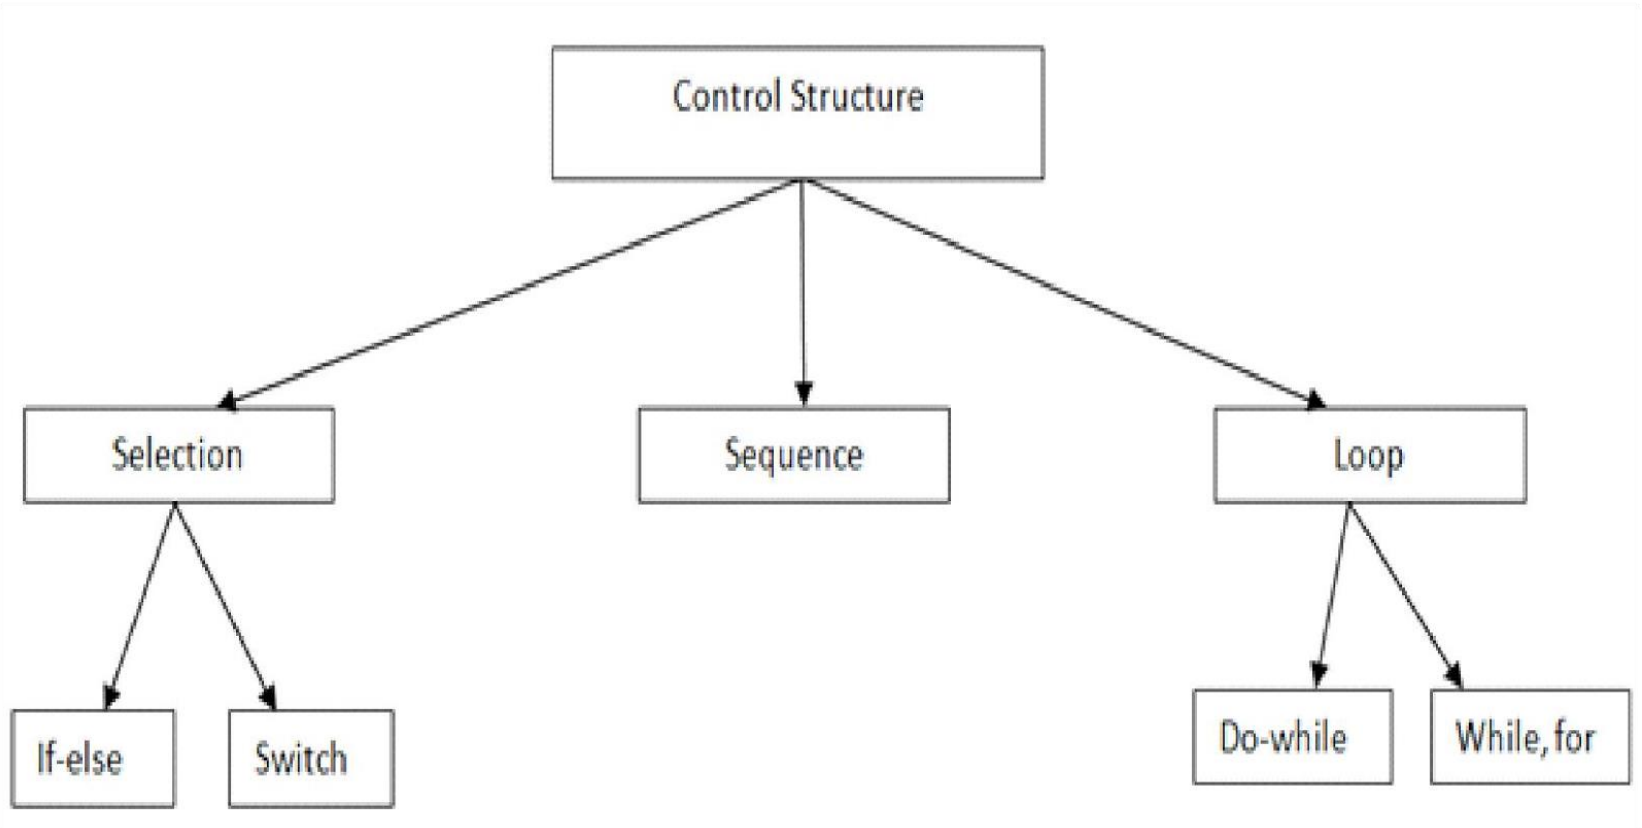 Control Structure
Selection
Sequence
Loop
If-else
Switch
Do-while
While, for